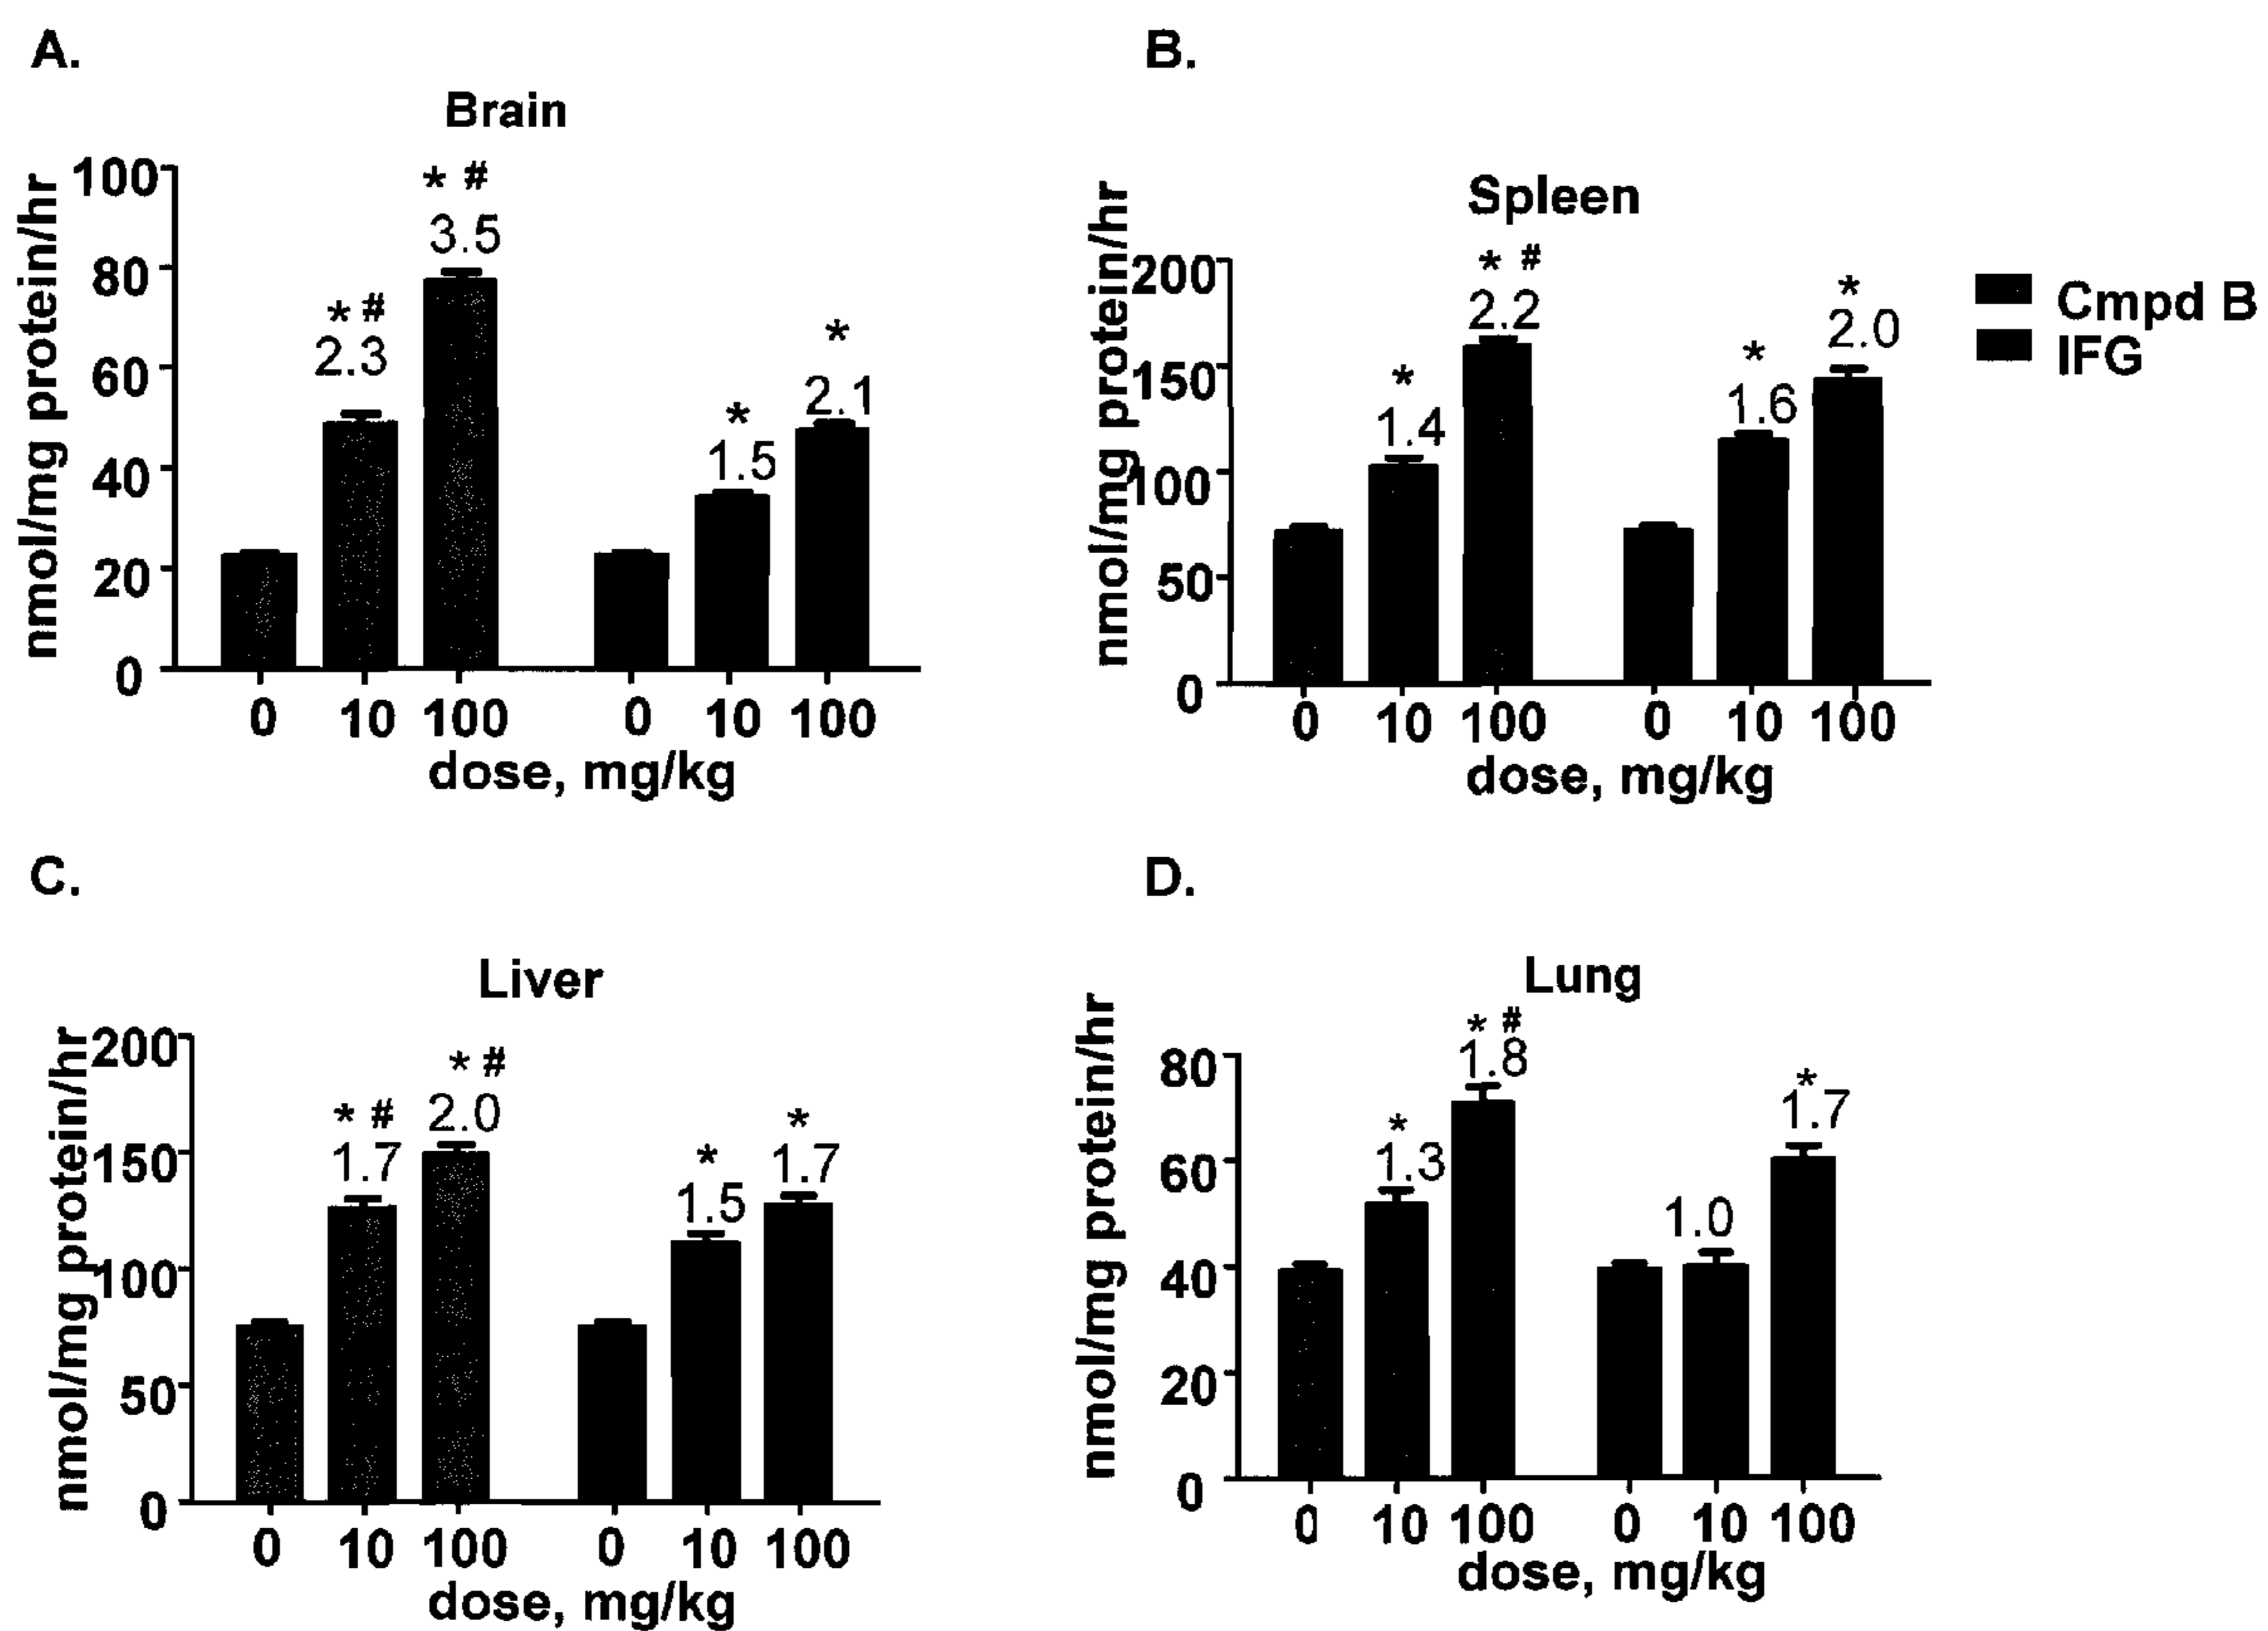 A.
Brain
nmol/mg protein/hr
100
80
60
40
20
0
* #
2.3
* #
3.5
*
1.5
*
2.1
0 10 100 0 10 100
dose, mg/kg
B.
Spleen
nmol/mg protein/hr
200
150
100
50
0
*
1.4
* #
2.2
*
1.6
*
2.0
0 10 100 0 10 100
dose, mg/kg
Cmpd B
IFG
C.
Liver
nmol/mg protein/hr
200
150
100
50
0
* #
1.7
* #
2.0
*
1.5
*
1.7
0 10 100 0 10 100
dose, mg/kg
D.
Lung
nmol/mg protein/hr
80
60
40
20
0
*
1.3
* #
1.8
1.0
*
1.7
0 10 100 0 10 100
dose, mg/kg